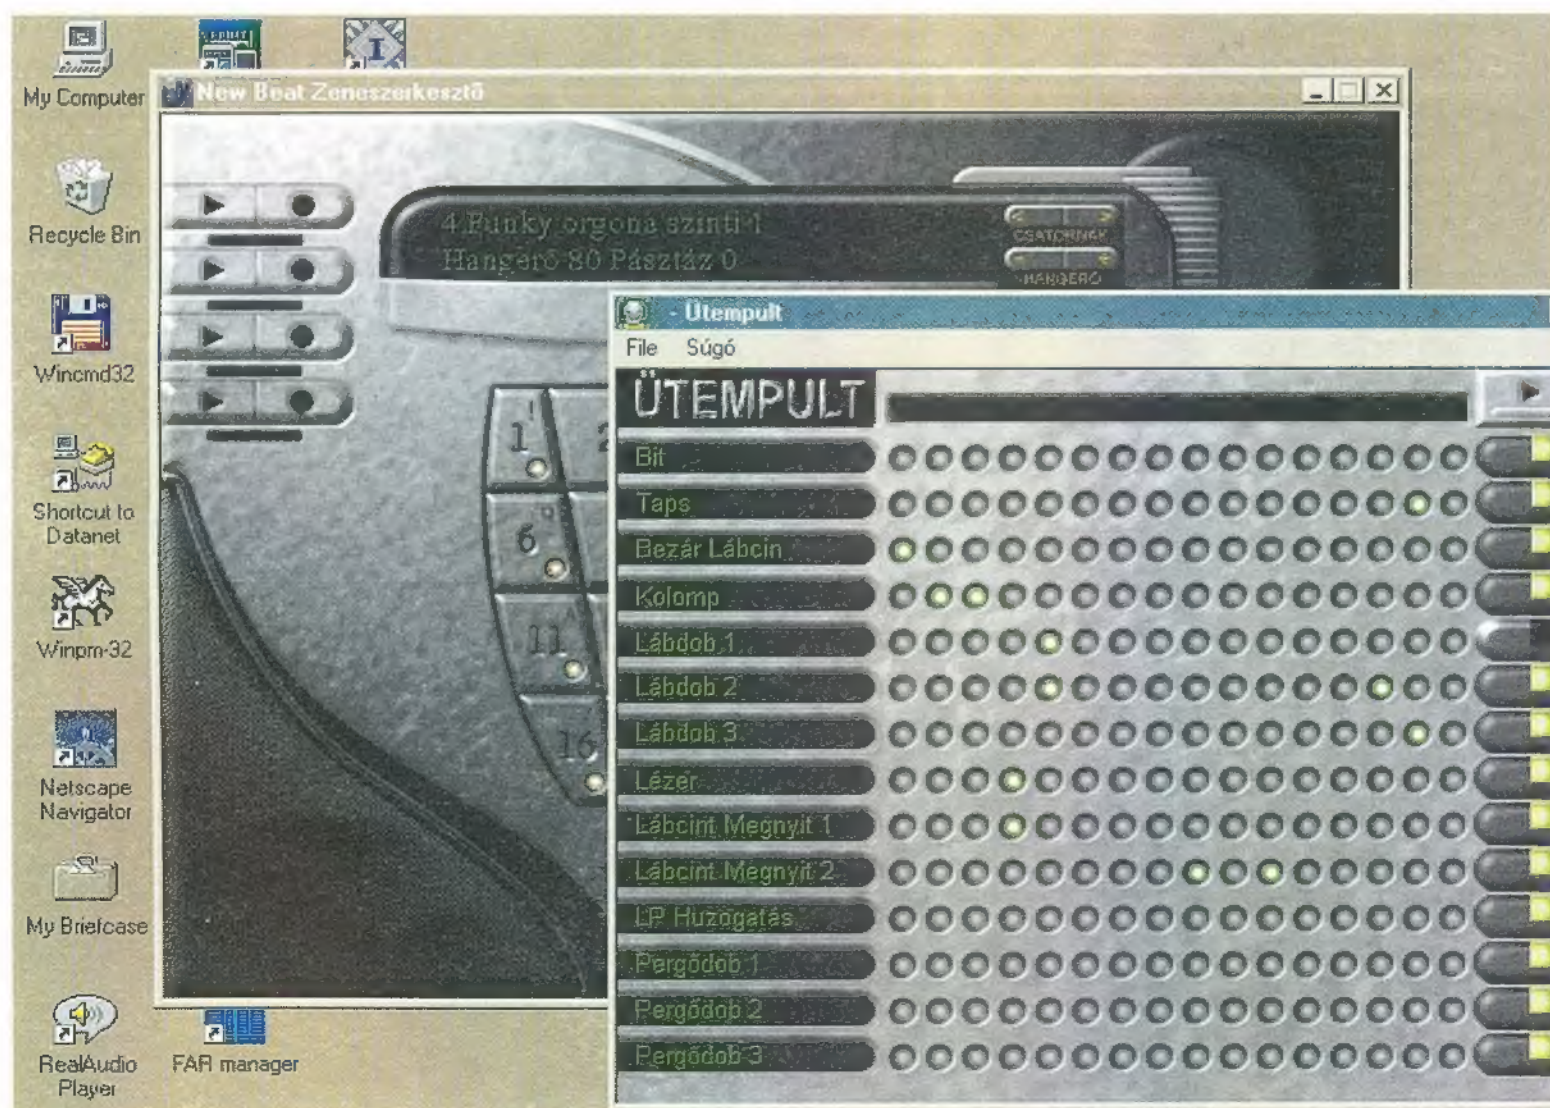 My Computer
Recycle Bin
Wincmd32
Shortcut to
Datanet
Winpm-32
Netscape
Navigator
My Briefcase
RealAudio
Player
FAR manager
New Beat Zeneszerkesztő
4 Funky orgona szinti 1
Hangerő 80 Pásztáz 0
CSATORNÁK
HANGERŐ
1
2
6
11
16
- Ütempult
File Súgó
ÜTEMPULT
Bit
Taps
Bezár Lábcin
Kolomp
Lábdob 1
Lábdob 2
Lábdob 3
Lézer
Lábcint Megnyit 1
Lábcint Megnyit 2
LP Huzogatás
Pergődob 1
Pergődob 2
Pergődob 3